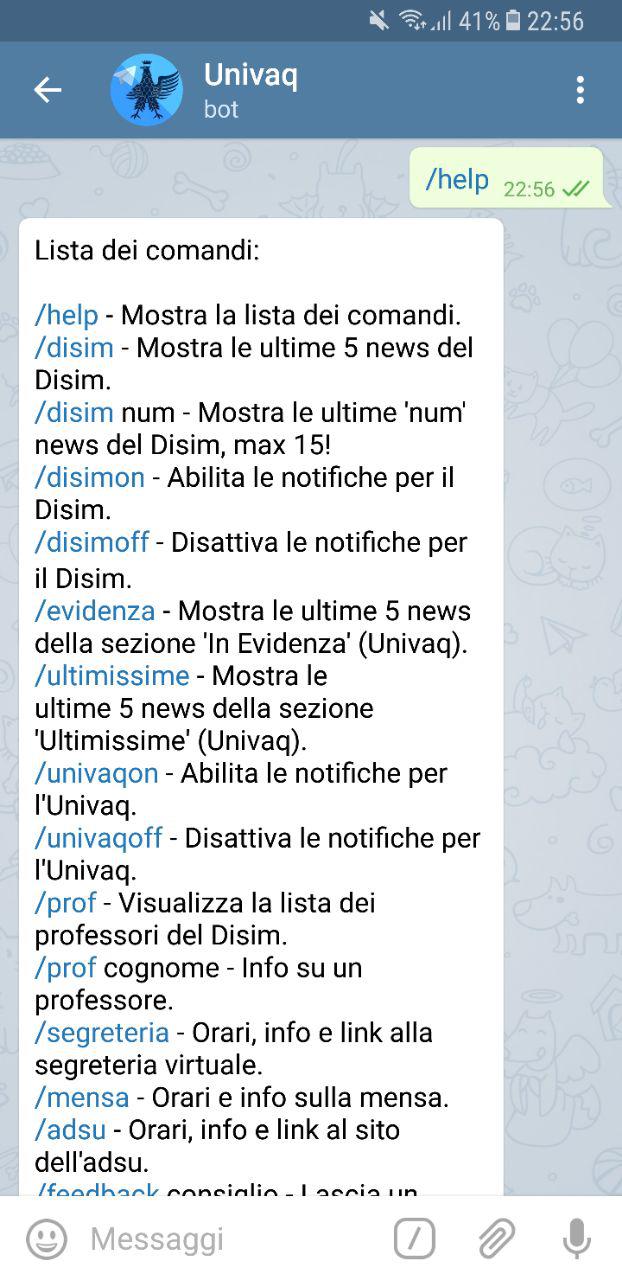 41% 22:56
Univaq
bot
/help 22:56
Lista dei comandi:
/help - Mostra la lista dei comandi.
/disim - Mostra le ultime 5 news del
Disim.
/disim num - Mostra le ultime 'num'
news del Disim, max 15!
/disimon - Abilita le notifiche per il
Disim.
/disimoff - Disattiva le notifiche per
il Disim.
/evidenza - Mostra le ultime 5 news
della sezione 'In Evidenza' (Univaq).
/ultimissime - Mostra le
ultime 5 news della sezione
'Ultimissime' (Univaq).
/univaqon - Abilita le notifiche per
l'Univaq.
/univaqoff - Disattiva le notifiche per
l'Univaq.
/prof - Visualizza la lista dei
professori del Disim.
/prof cognome - Info su un
professore.
/segreteria - Orari, info e link alla
segreteria virtuale.
/mensa - Orari e info sulla mensa.
/adsu - Orari, info e link al sito
dell'adsu.
/feedback consiglio - Lascia un
Messaggi